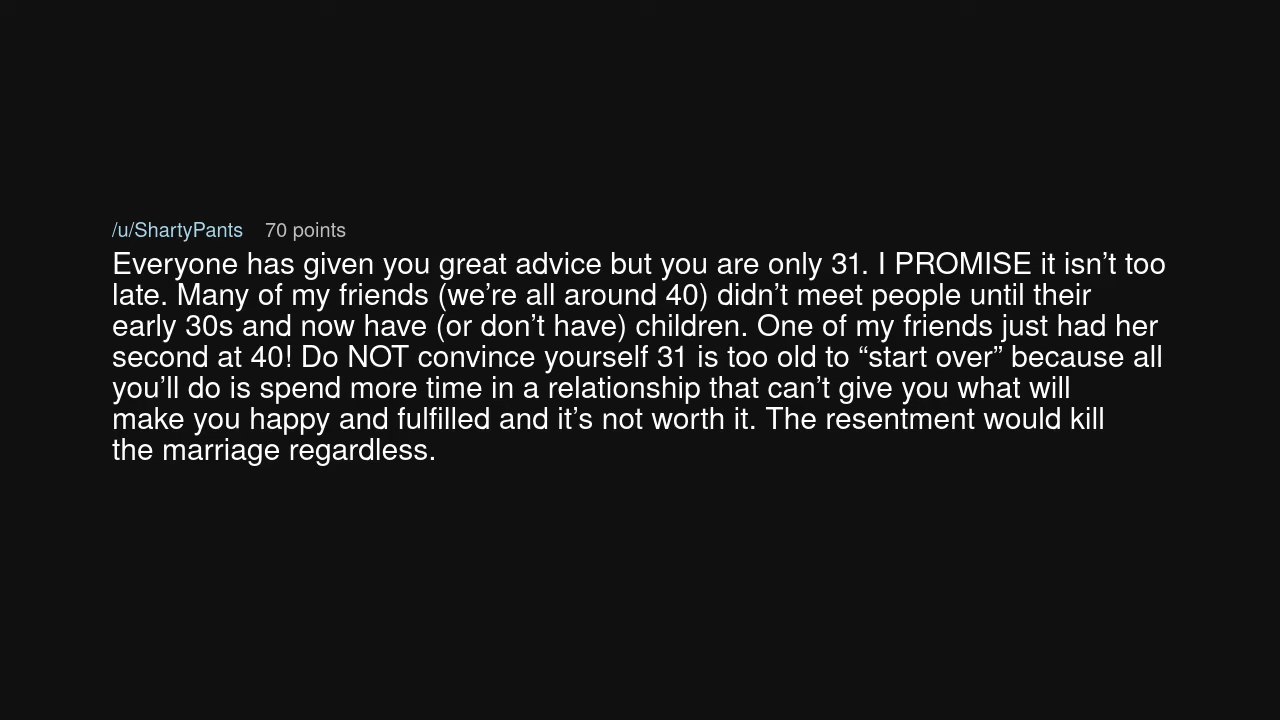 /u/ShartyPants 70 points
Everyone has given you great advice but you are only 31. I PROMISE it isn’t too
late. Many of my friends (we’re all around 40) didn’t meet people until their
early 30s and now have (or don’t have) children. One of my friends just had her
second at 40! Do NOT convince yourself 31 is too old to “start over” because all
you’ll do is spend more time in a relationship that can’t give you what will
make you happy and fulfilled and it’s not worth it. The resentment would kill
the marriage regardless.